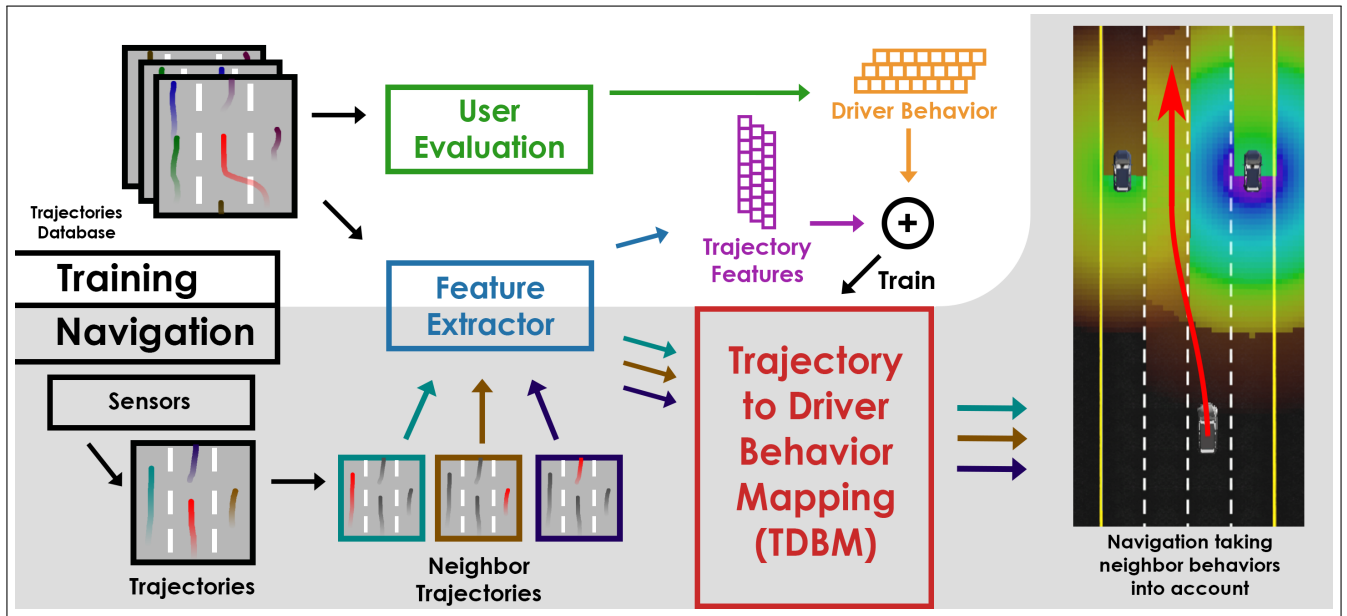 Trajectories
Database
User
Evaluation
Driver Behavior
Trajectory
Features
+
Train
Training
Navigation
Feature
Extractor
Sensors
Trajectories
Neighbor
Trajectories
Trajectory
to Driver
Behavior
Mapping
(TDBM)
Navigation taking
neighbor behaviors
into account